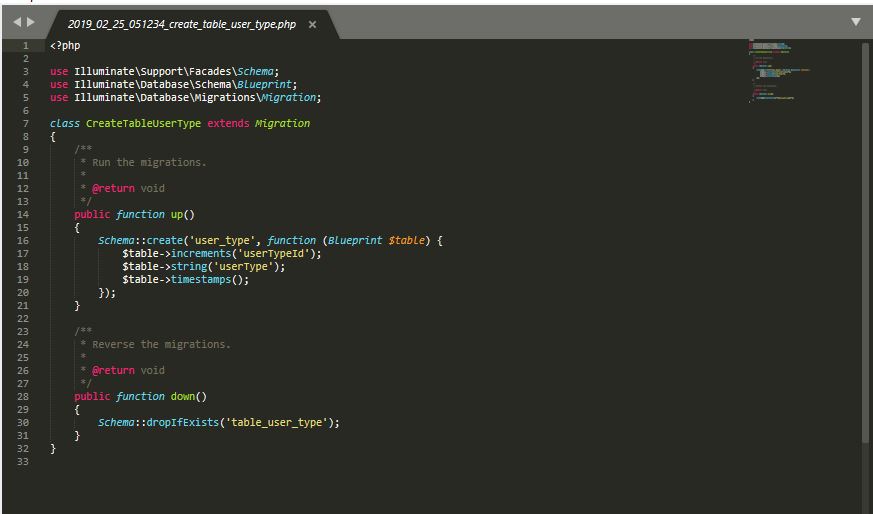 2019_02_25_051234_create_table_user_type.php ×
1 <?php
2
3 use Illuminate\Support\Facades\Schema;
4 use Illuminate\Database\Schema\Blueprint;
5 use Illuminate\Database\Migrations\Migration;
6
7 class CreateTableUserType extends Migration
8 {
9     /**
10      * Run the migrations.
11      *
12      * @return void
13      */
14     public function up()
15     {
16         Schema::create('user_type', function (Blueprint $table) {
17             $table->increments('userTypeId');
18             $table->string('userType');
19             $table->timestamps();
20         });
21     }
22
23     /**
24      * Reverse the migrations.
25      *
26      * @return void
27      */
28     public function down()
29     {
30         Schema::dropIfExists('table_user_type');
31     }
32 }
33